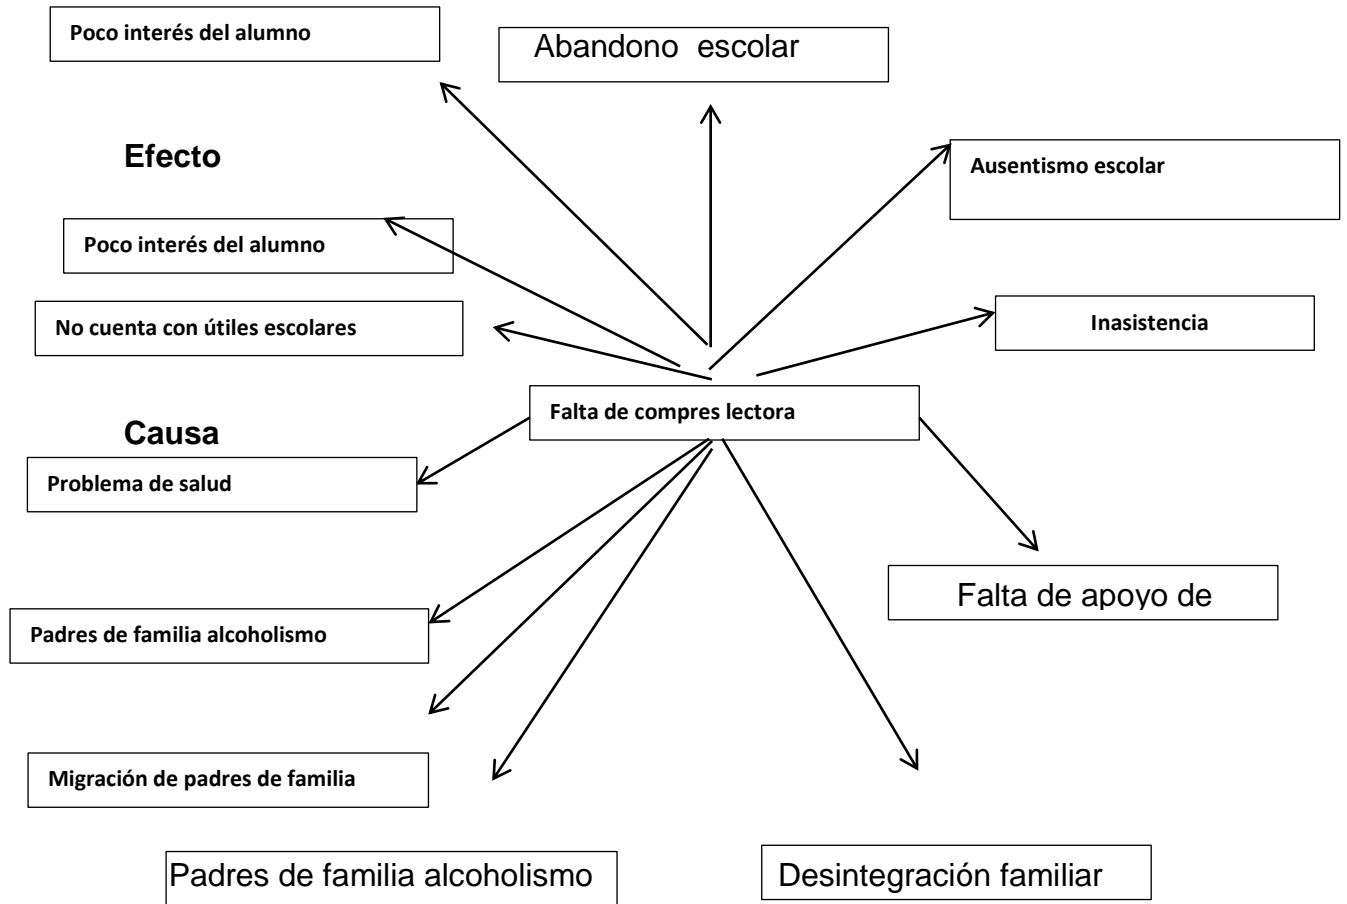 Poco interés del alumno
Abandono escolar
Efecto
Ausentismo escolar
Poco interés del alumno
No cuenta con útiles escolares
Inasistencia
Falta de compres lectora
Causa
Problema de salud
Falta de apoyo de
Padres de familia alcoholismo
Migración de padres de familia
Padres de familia alcoholismo
Desintegración familiar